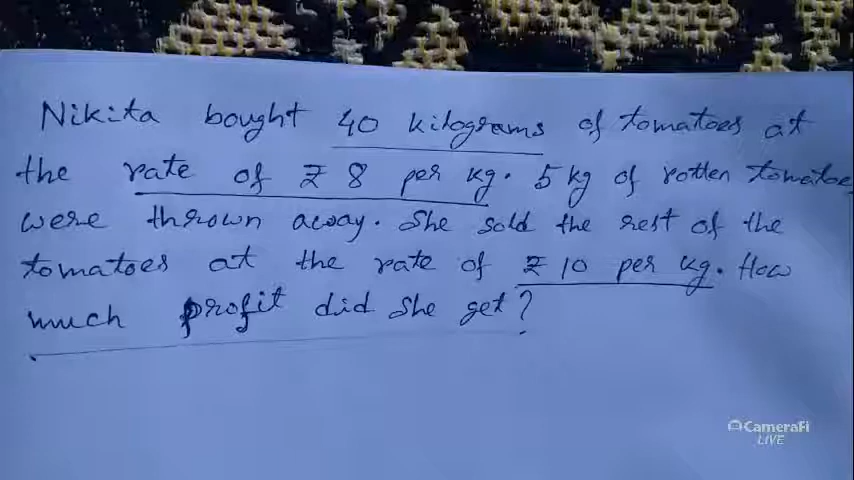 Nikita bought 40 kilograms of tomatoes at
the rate of ₹ 8 per kg. 5 kg of rotten tomatoes
were thrown away. She sold the rest of the
tomatoes at the rate of ₹ 10 per kg. How
much profit did she get?
CameraFi
LIVE